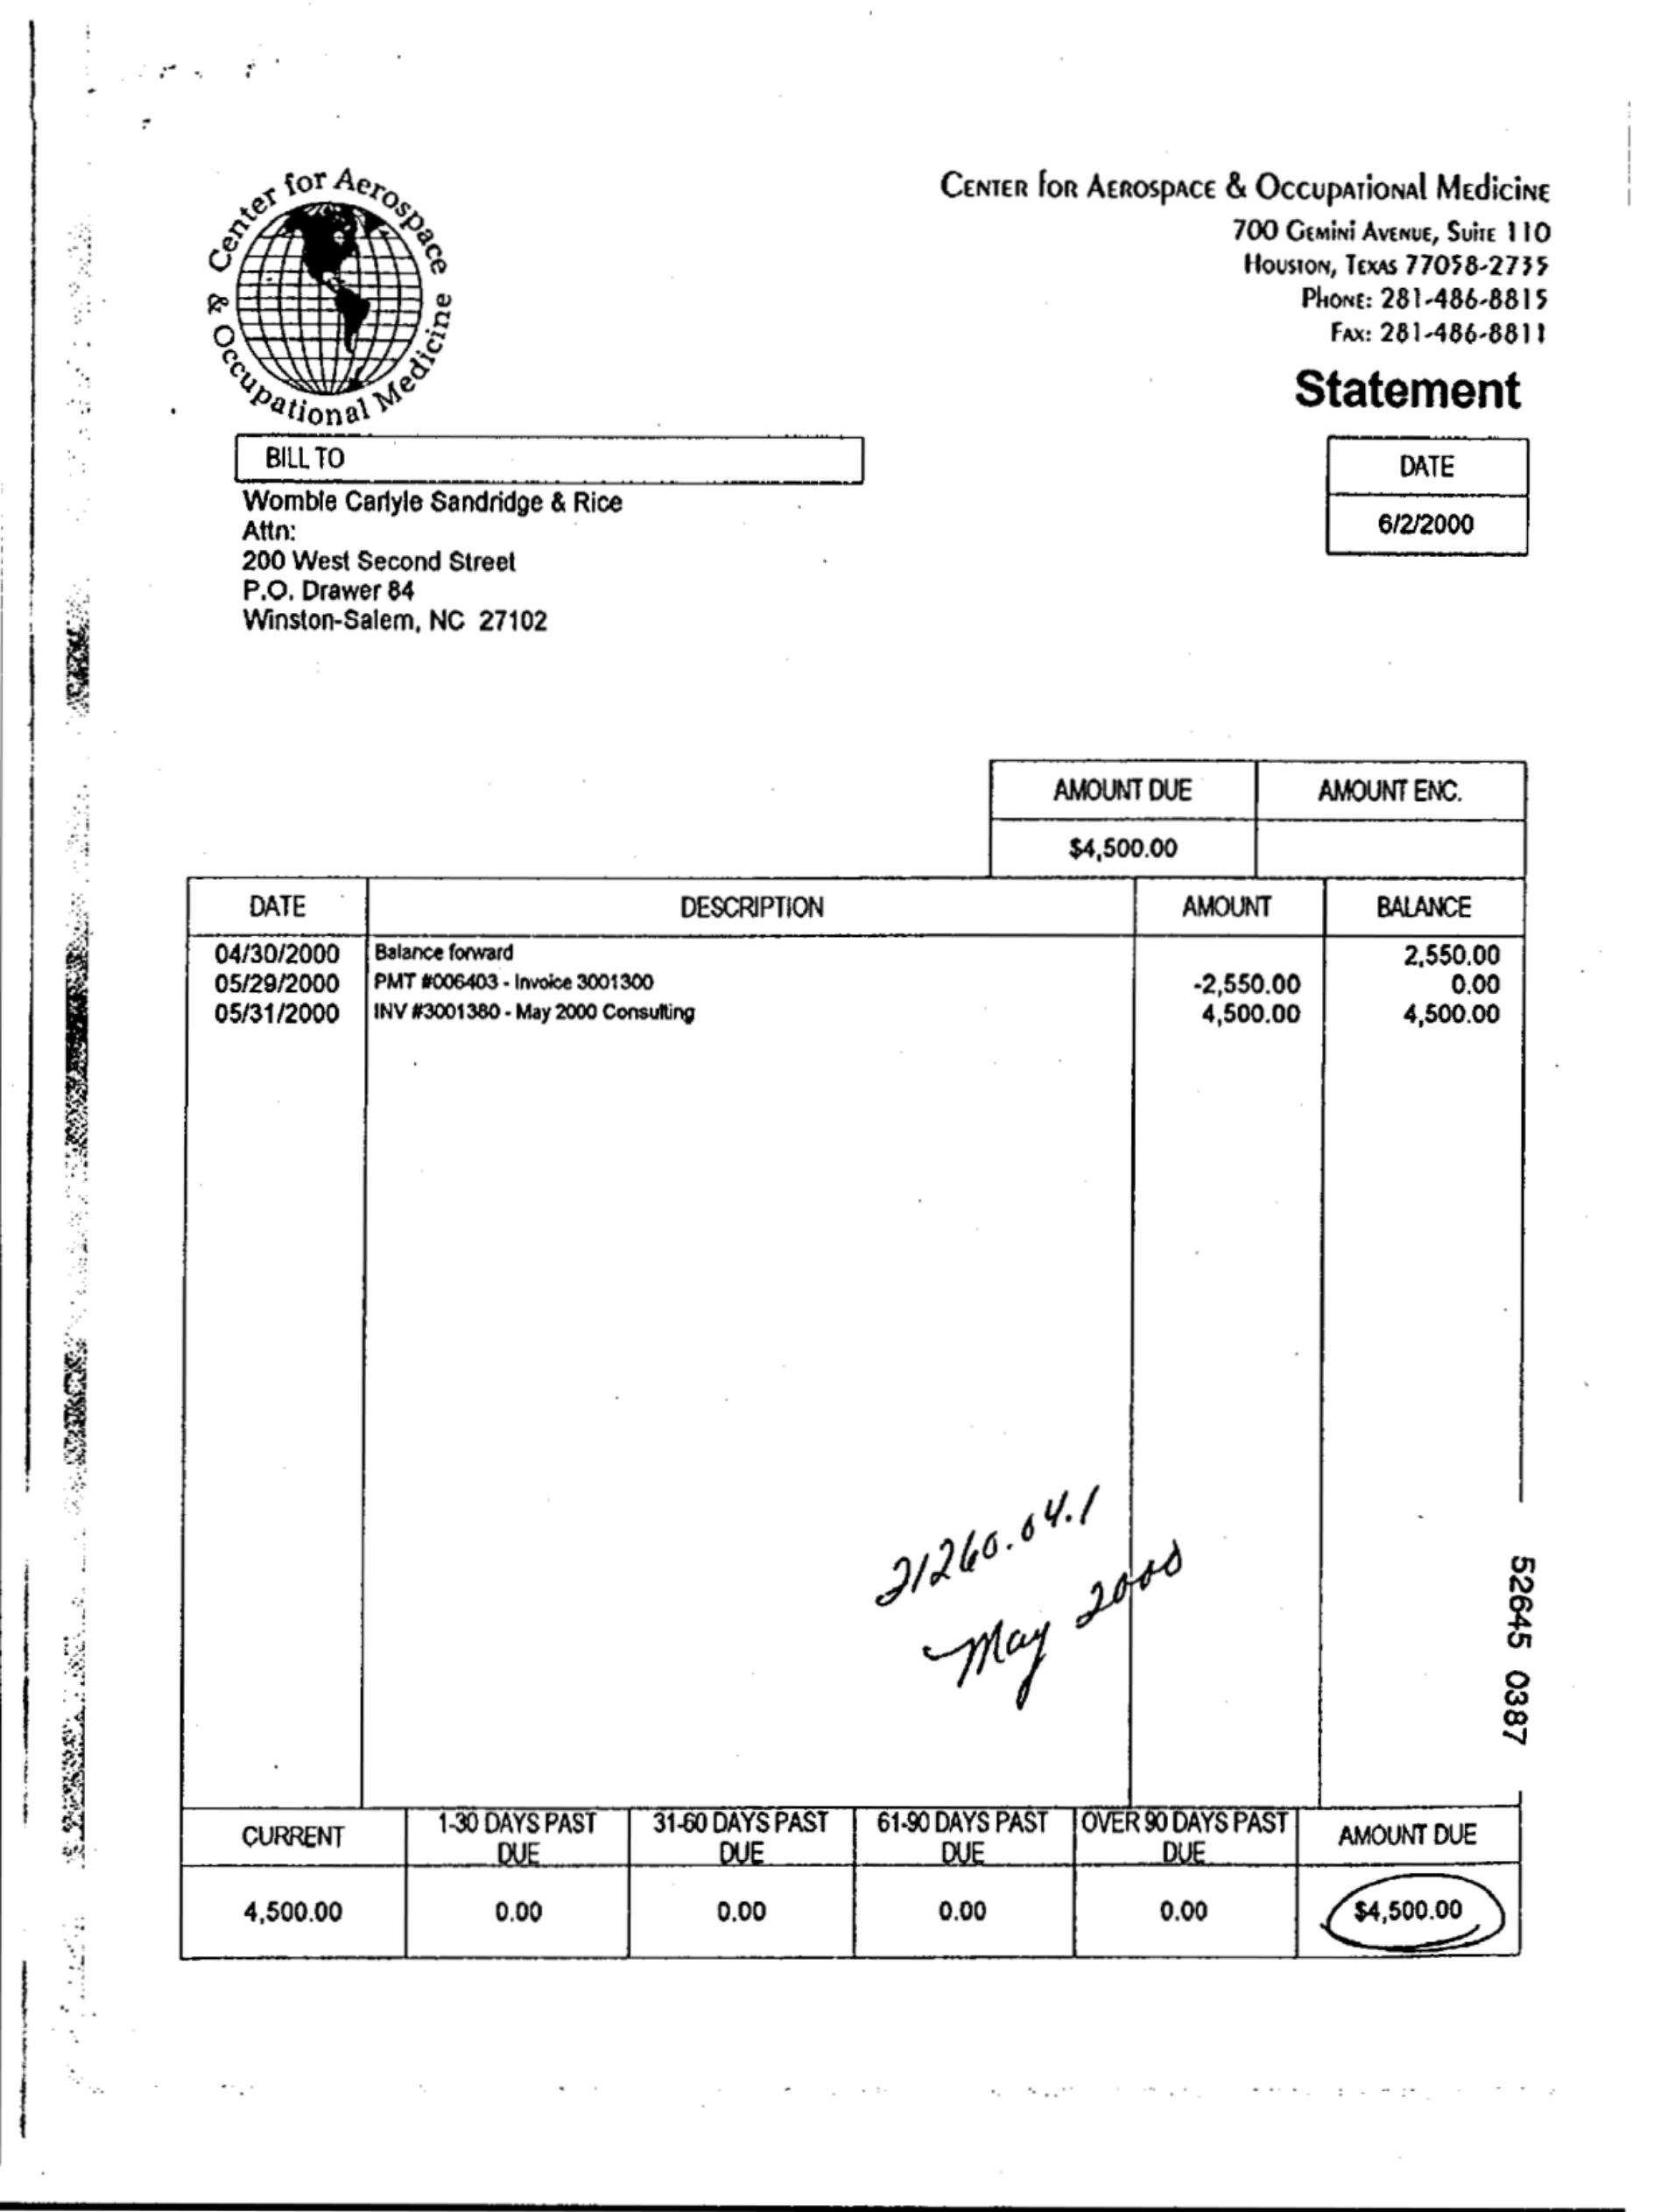 Center for Aerospace & Occupational Medicine
CENTER for AEROSPACE & OCCUPATIONAL MEDICINE
700 GEMINI AVENUE, SUITE 110
HOUSTON, TEXAS 77058-2735
PHONE: 281-486-8815
FAX: 281-486-8811
Statement
BILL TO
DATE
Womble Carlyle Sandridge & Rice
6/2/2000
Attn:
200 West Second Street
P.O. Drawer 84
Winston-Salem, NC 27102
AMOUNT DUE AMOUNT ENC.
$4,500.00
DATE DESCRIPTION AMOUNT BALANCE
04/30/2000 Balance forward 2,550.00
05/29/2000 PMT #006403 - Invoice 3001300 -2,550.00 0.00
05/31/2000 INV #3001380 - May 2000 Consulting 4,500.00 4,500.00
21260.04.1
May 2000
52645 0387
CURRENT 1-30 DAYS PAST DUE 31-60 DAYS PAST DUE 61-90 DAYS PAST DUE OVER 90 DAYS PAST DUE AMOUNT DUE
4,500.00 0.00 0.00 0.00 0.00 $4,500.00